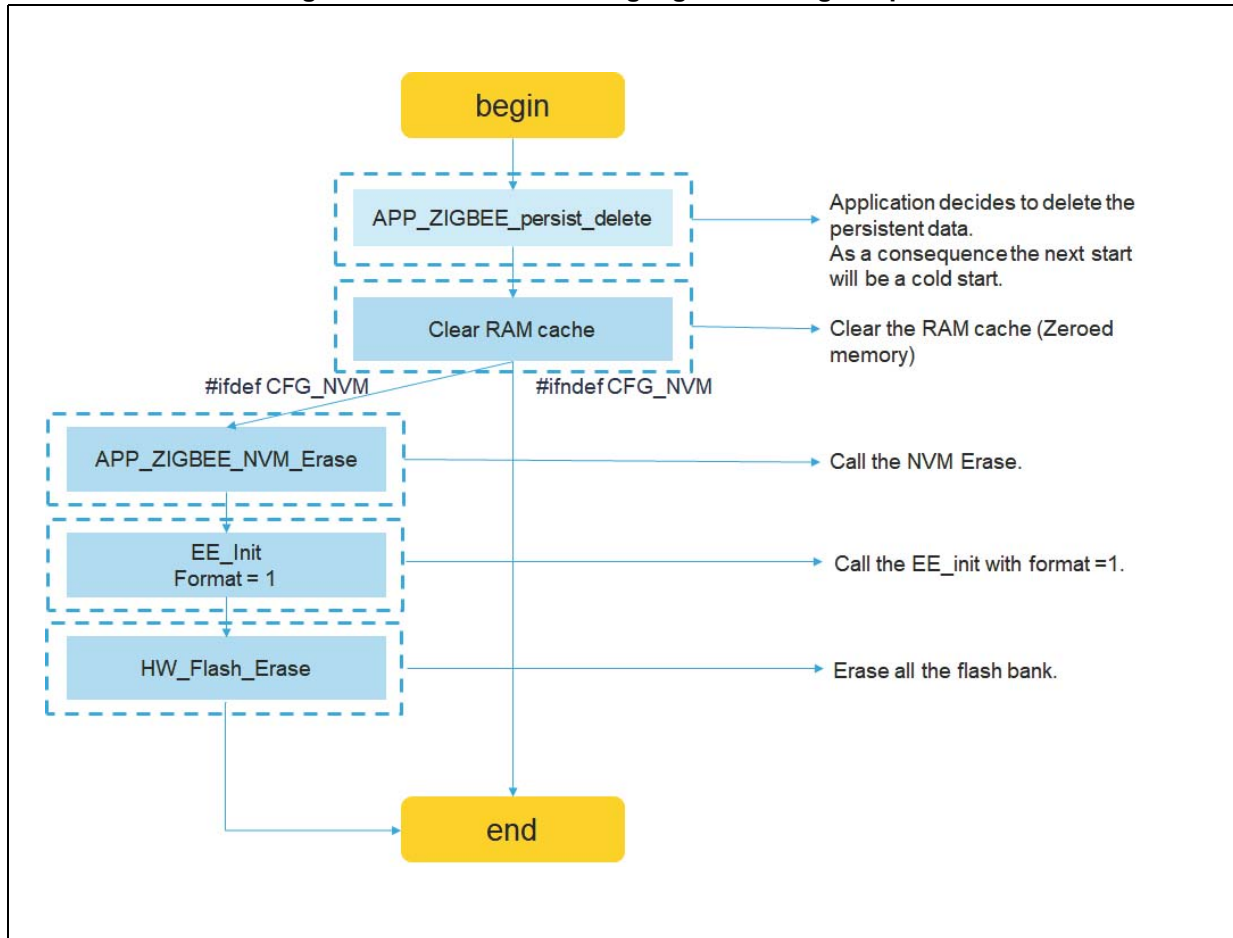 begin
APP_ZIGBEE_persist_delete
Application decides to delete the
persistent data.
As a consequence the next start
will be a cold start.
Clear RAM cache
Clear the RAM cache (Zeroed
memory)
#ifdef CFG_NVM
#ifndef CFG_NVM
APP_ZIGBEE_NVM_Erase
Call the NVM Erase.
EE_Init
Format = 1
Call the EE_init with format =1.
HW_Flash_Erase
Erase all the flash bank.
end